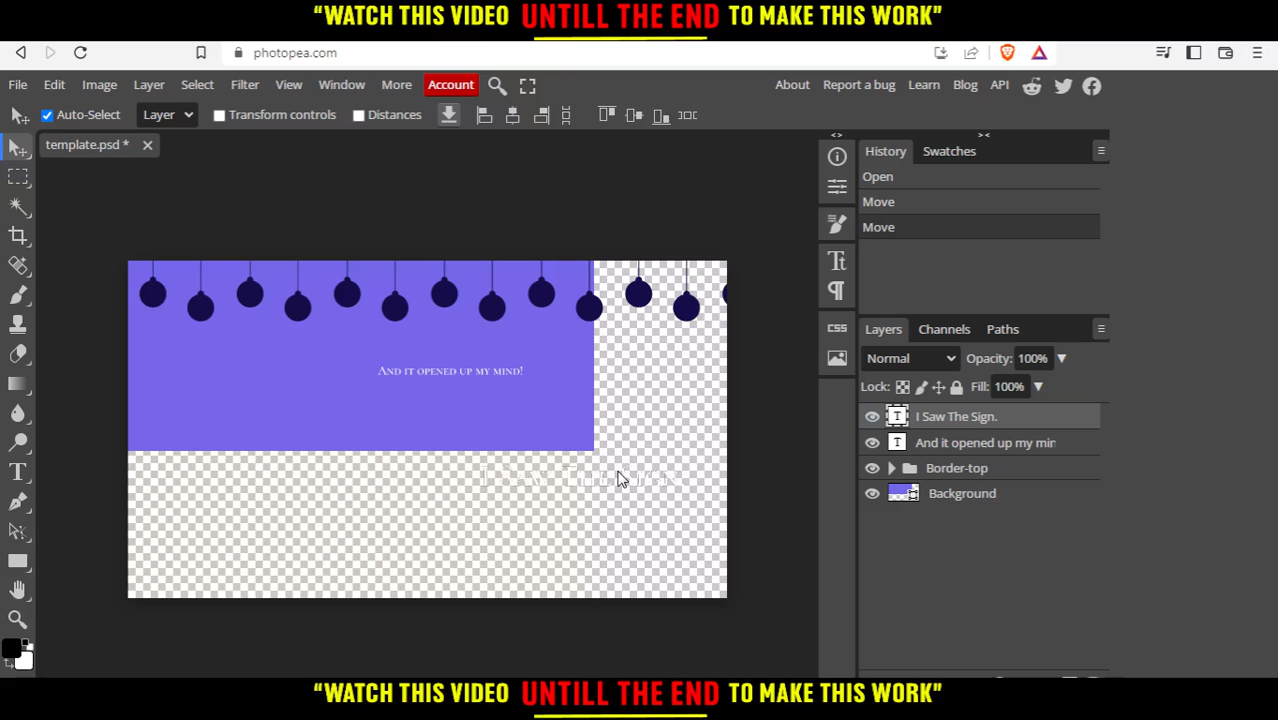 “WATCH THIS VIDEO UNTILL THE END TO MAKE THIS WORK”
photopea.com
File Edit Image Layer Select View Window More Account About Report a bug Learn Blog API
Auto-Select Layer Transform controls Distances
template.psd *
History Swatches
Open
Move
Move
And it opened up my mind!
I Saw The Sign.
Tt
CSS
Layers Channels Paths
Normal Opacity: 100%
Lock: Fill: 100%
T I Saw The Sign.
T And it opened up my min
Border-top
Background
“WATCH THIS VIDEO UNTILL THE END TO MAKE THIS WORK”